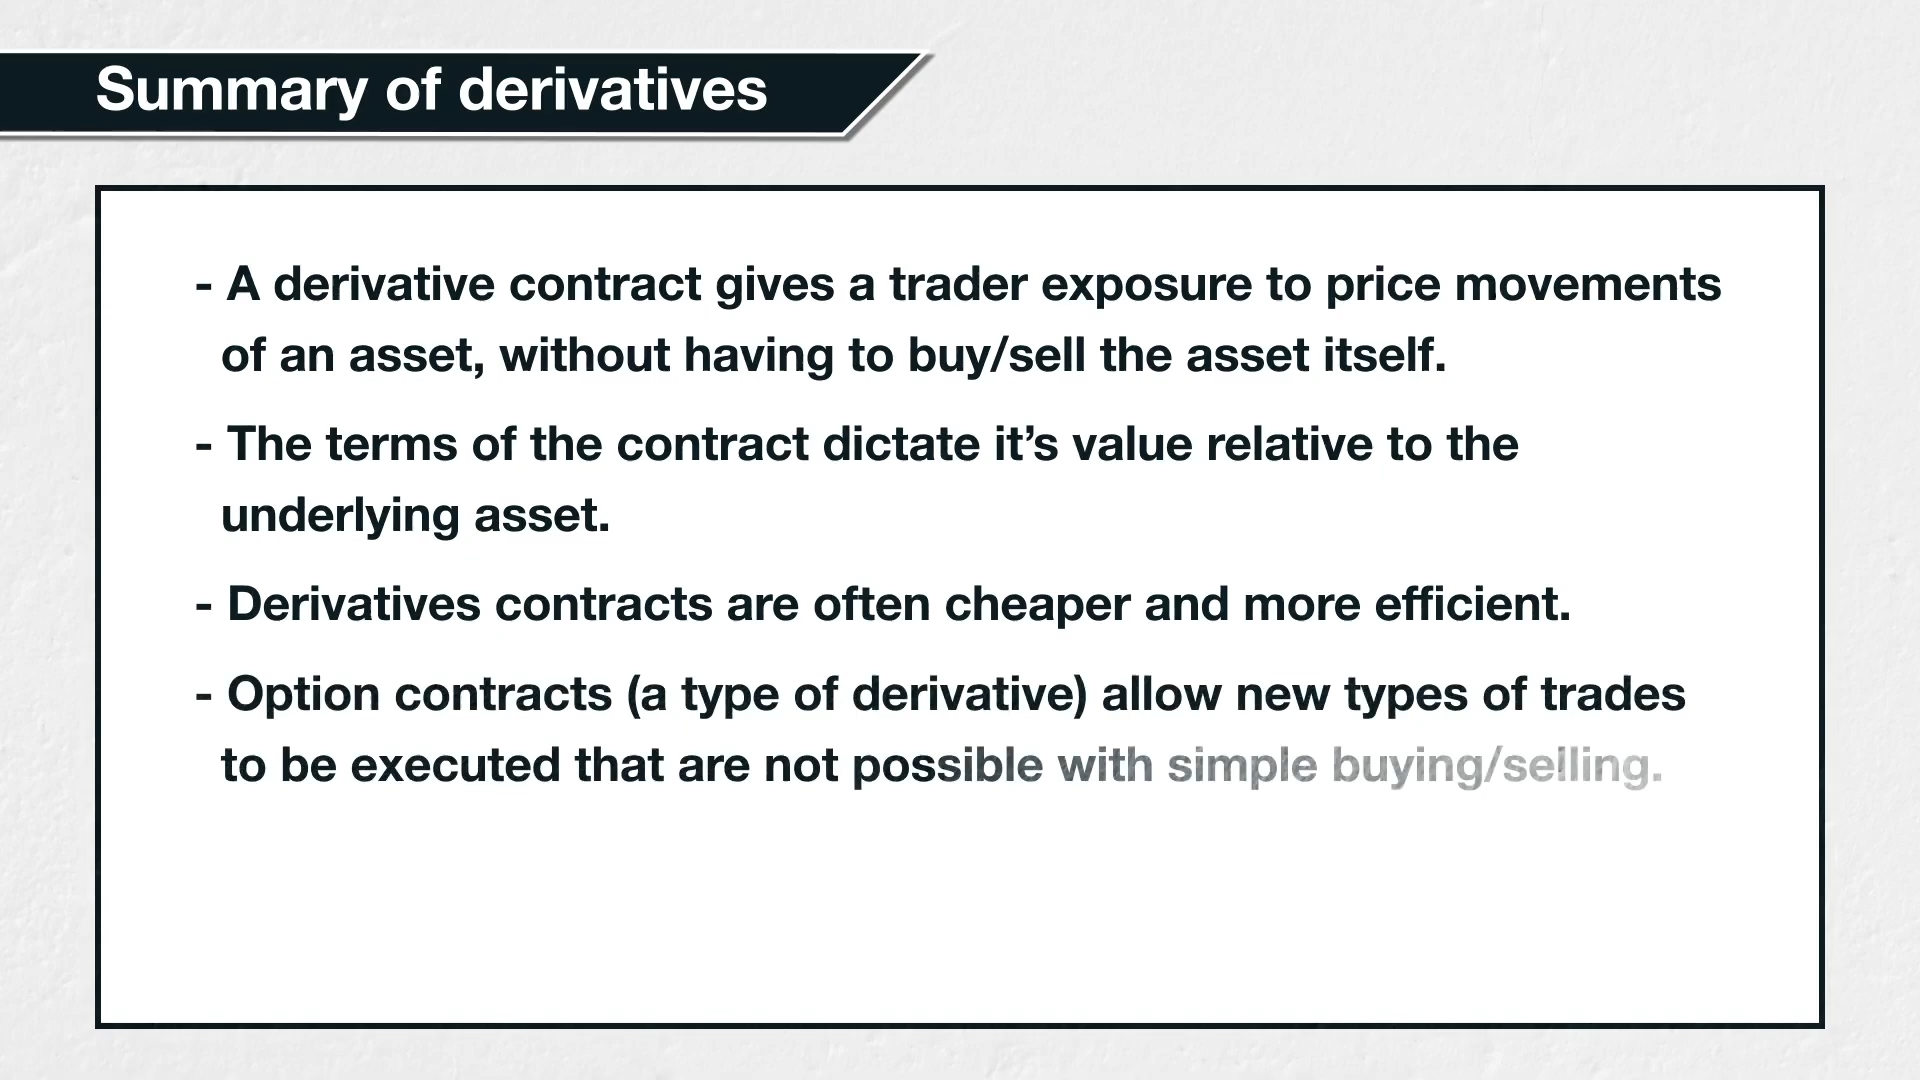 Summary of derivatives
- A derivative contract gives a trader exposure to price movements
of an asset, without having to buy/sell the asset itself.
- The terms of the contract dictate it’s value relative to the
underlying asset.
- Derivatives contracts are often cheaper and more efficient.
- Option contracts (a type of derivative) allow new types of trades
to be executed that are not possible with simple buying/selling.